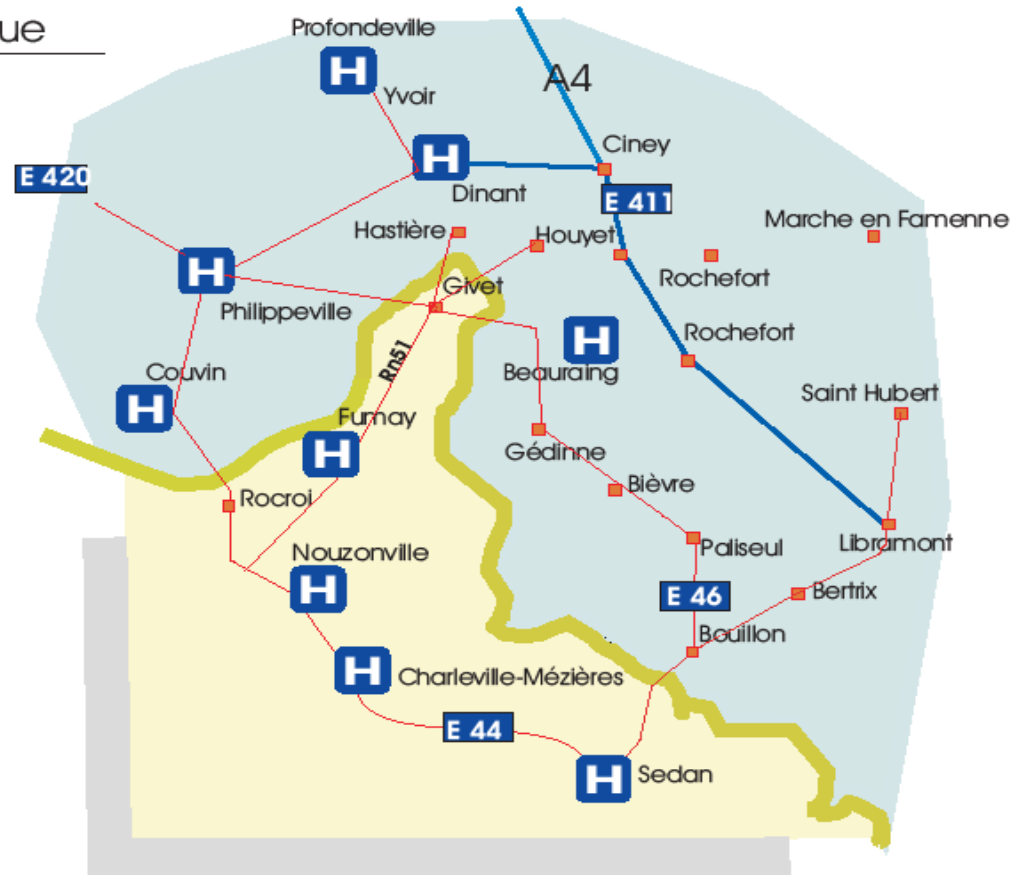 ue
Profondeville
H
A4
Yvoir
Ciney
H
E 420
Dinant
E 411
Marche en Famenne
Hastière
Houyet
Rochefort
H
Givet
Philippeville
Rochefort
H
Rn51
Couvin
Beauraing
Saint Hubert
H
Fumay
H
Gédinne
Bièvre
Rocroi
Paliseul
Libramont
Nouzonville
H
E 46
Bertrix
Bouillon
H
Charleville-Mézières
E 44
H
Sedan